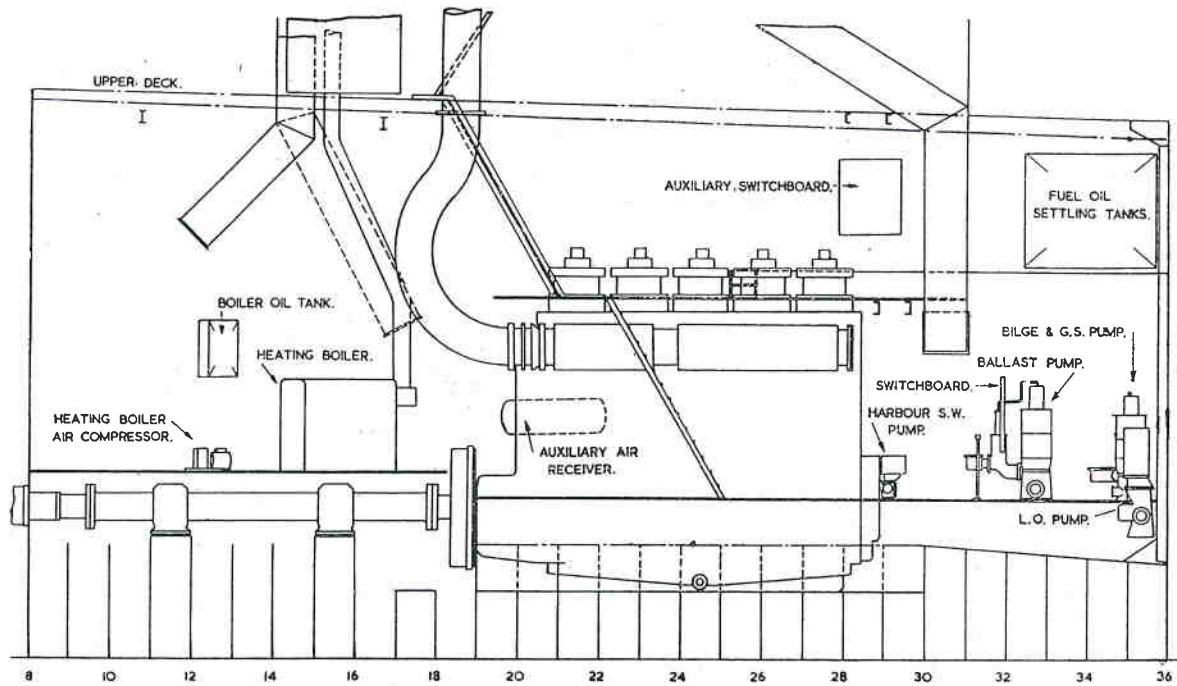 UPPER DECK.
AUXILIARY SWITCHBOARD.
FUEL OIL
SETTLING TANKS.
BOILER OIL TANK.
HEATING BOILER.
BILGE & G.S. PUMP.
BALLAST PUMP.
SWITCHBOARD.
HARBOUR S.W.
PUMP.
HEATING BOILER
AIR COMPRESSOR.
AUXILIARY AIR
RECEIVER.
L.O. PUMP.
8 10 12 14 16 18 20 22 24 26 28 30 32 34 36